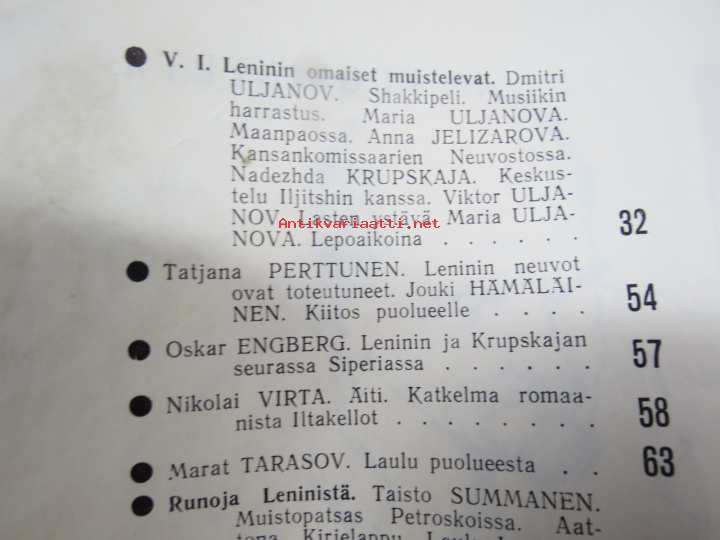 ● V. I. Leninin omaiset muistelevat. Dmitri
ULJANOV. Shakkipeli. Musiikin
harrastus. Maria ULJANOVA.
Maanpaossa. Anna JELIZAROVA.
Kansankomissaarien Neuvostossa.
Nadezhda KRUPSKAJA. Keskus-
telu Iljitshin kanssa. Viktor ULJA-
NOV. Lasten ystävä. Maria ULJA-
Antikvariaatti.net
NOVA. Lepoaikoina . . . . . . 32
● Tatjana PERTTUNEN. Leninin neuvot
ovat toteutuneet. Jouki HÄMÄLÄI-
NEN. Kiitos puolueelle . . . . 54
● Oskar ENGBERG. Leninin ja Krupskajan
seurassa Siperiassa . . . . . . 57
● Nikolai VIRTA. Äiti. Katkelma romaa-
nista Iltakellot . . . . . . . . 58
● Marat TARASOV. Laulu puolueesta . . 63
● Runoja Leninistä. Taisto SUMMANEN.
Muistopatsas Petroskoissa. Aat-